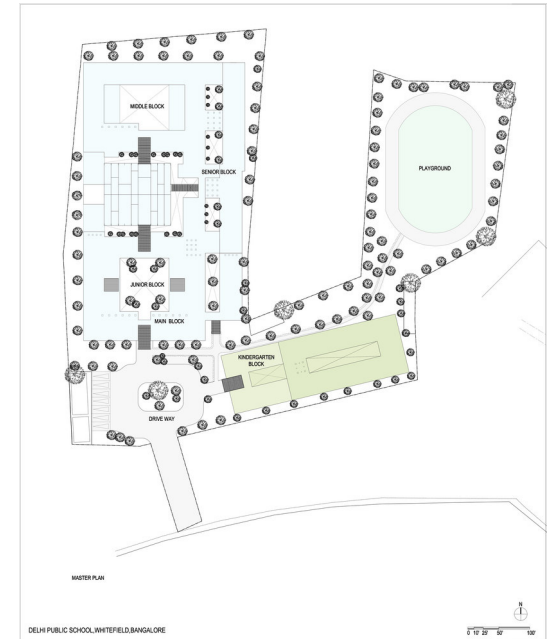 MIDDLE BLOCK
PLAYGROUND
SENIOR BLOCK
JUNIOR BLOCK
MAIN BLOCK
KINDERGARTEN
BLOCK
DRIVE WAY
MASTER PLAN
N
DELHI PUBLIC SCHOOL,WHITEFIELD,BANGALORE
0 10' 25' 50' 100'